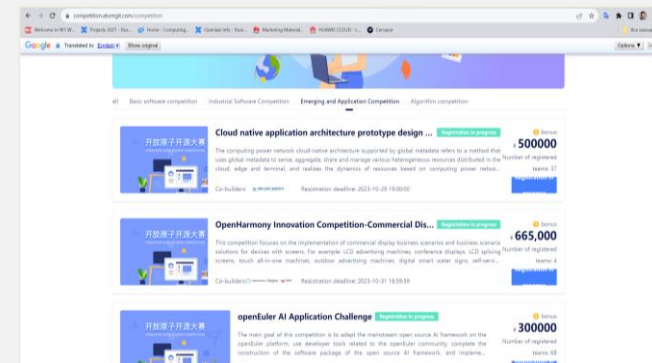 competition.atomgit.com/competition
Projects 2021 - Rus...
Home - Computing...
Marketing Material...
HUAWEI CLOUD - L...
Google Translated to: English Show original
Options ▼
Basic software competition Industrial Software Competition Emerging and Application Competition Algorithm competition
开放原子开源大赛
Cloud native application architecture prototype design ... Registration in progress
The computing power network cloud-native architecture supported by global metadata refers to a method that
uses global metadata to sense, aggregate, share and manage various heterogeneous resources distributed in the
cloud, edge and terminal, and realizes the dynamics of resources based on computing power networ...
Co-builders: Registration deadline: 2023-10-29 18:00:00
bonus
500000
Number of registered
teams 37
开放原子开源大赛
OpenHarmony Innovation Competition-Commercial Dis... Registration in progress
This competition focuses on the implementation of commercial display business scenarios and business scenario
solutions for devices with screens. For example: LCD advertising machines, conference displays, LCD splicing
screens, touch all-in-one machines, outdoor advertising machines, digital smart water signs, self-servi...
Co-builders: Registration deadline: 2023-10-31 18:59:59
bonus
665,000
Number of registered
teams: 4
开放原子开源大赛
openEuler AI Application Challenge Registration in progress
The main goal of this competition is to adapt the mainstream open source AI framework on the
openEuler platform, use developer tools related to the openEuler community, complete the
construction of the software package of the open source AI framework, and impleme...
bonus
300000
Number of registered
teams 68